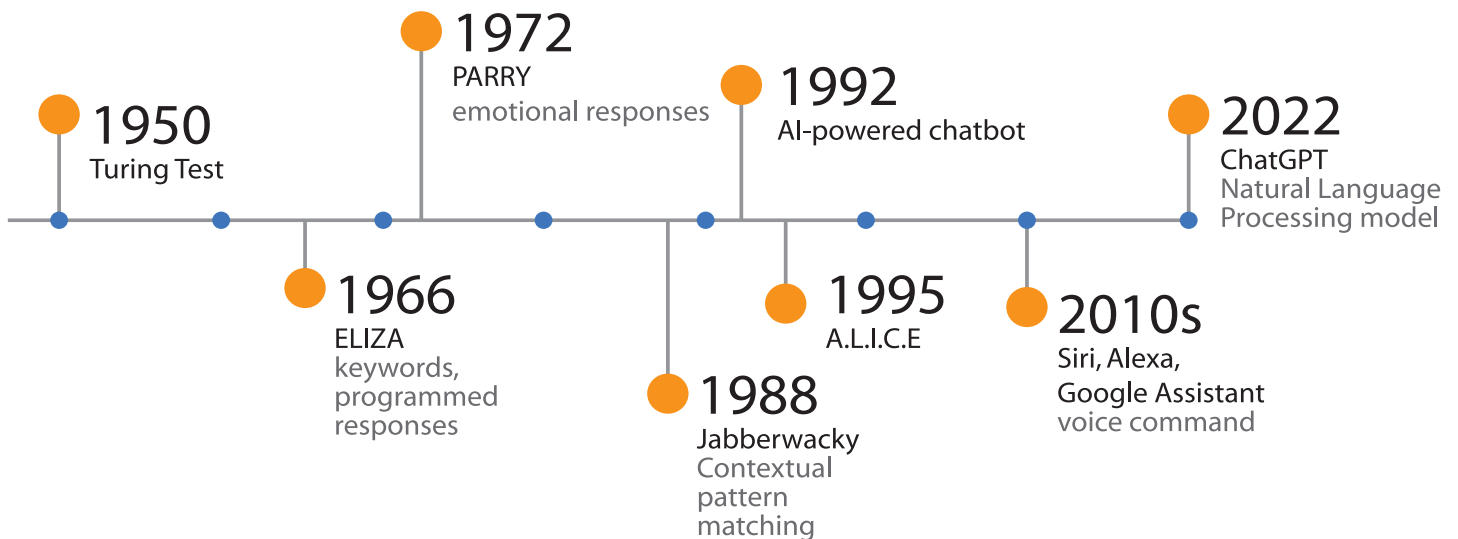 1950
Turing Test
1966
ELIZA
keywords,
programmed
responses
1972
PARRY
emotional responses
1988
Jabberwacky
Contextual
pattern
matching
1992
AI-powered chatbot
1995
A.L.I.C.E
2010s
Siri, Alexa,
Google Assistant
voice command
2022
ChatGPT
Natural Language
Processing model